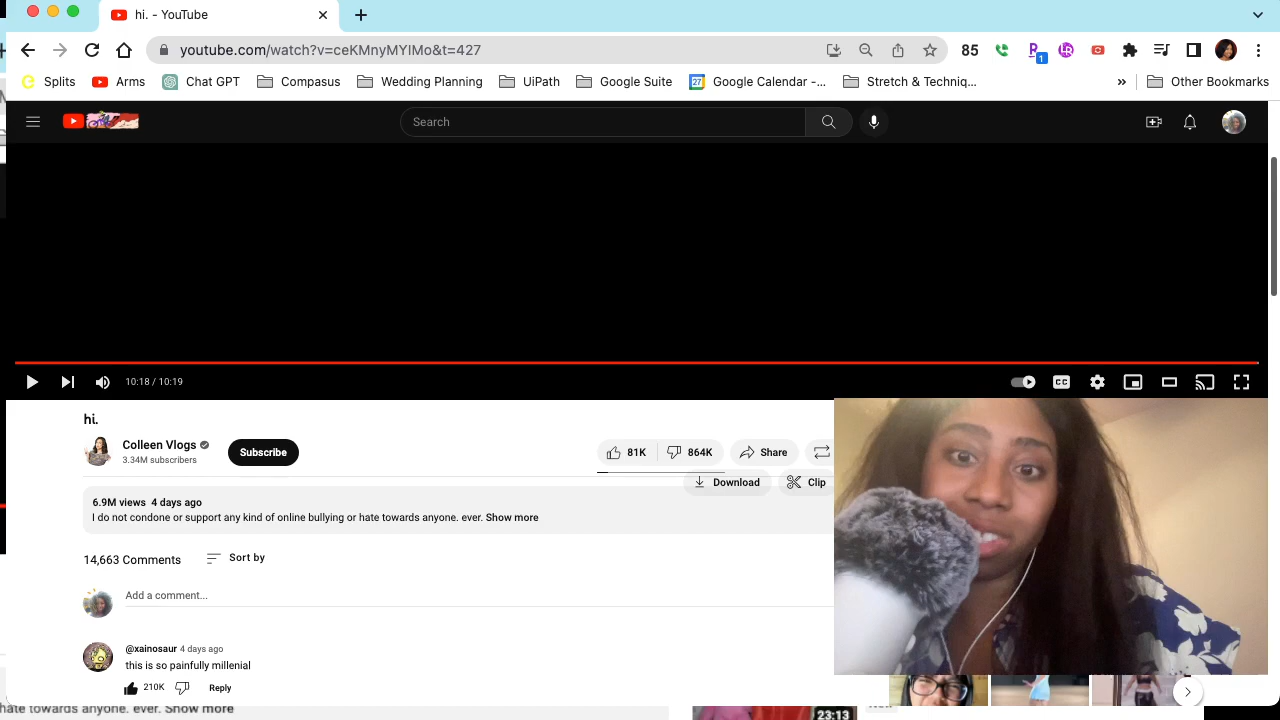 hi. - YouTube
youtube.com/watch?v=ceKMnyMYIMo&t=427
85
1
Splits
Arms
Chat GPT
Compasus
Wedding Planning
UiPath
Google Suite
27
Google Calendar -...
Stretch & Techniq...
»
Other Bookmarks
Search
10:18 / 10:19
CC
hi.
Colleen Vlogs
3.34M subscribers
Subscribe
81K
864K
Share
Download
Clip
6.9M views 4 days ago
I do not condone or support any kind of online bullying or hate towards anyone. ever. Show more
14,663 Comments
Sort by
Add a comment...
@xainosaur 4 days ago
this is so painfully millenial
210K
Reply
hate towards anyone. ever. Show more
23:13